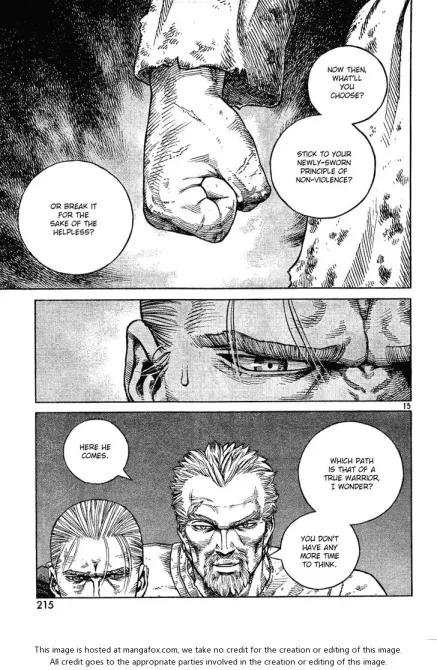 NOW THEN,
WHAT'LL
YOU
CHOOSE?
STICK TO YOUR
NEWLY-SWORN
PRINCIPLE OF
NON-VIOLENCE?
OR BREAK IT
FOR THE
SAKE OF THE
HELPLESS?
15
HERE HE
COMES.
WHICH PATH
IS THAT OF A
TRUE WARRIOR,
I WONDER?
YOU DON'T
HAVE ANY
MORE TIME
TO THINK.
215
This image is hosted at mangafox.com, we take no credit for the creation or editing of this image.
All credit goes to the appropriate parties involved in the creation or editing of this image.